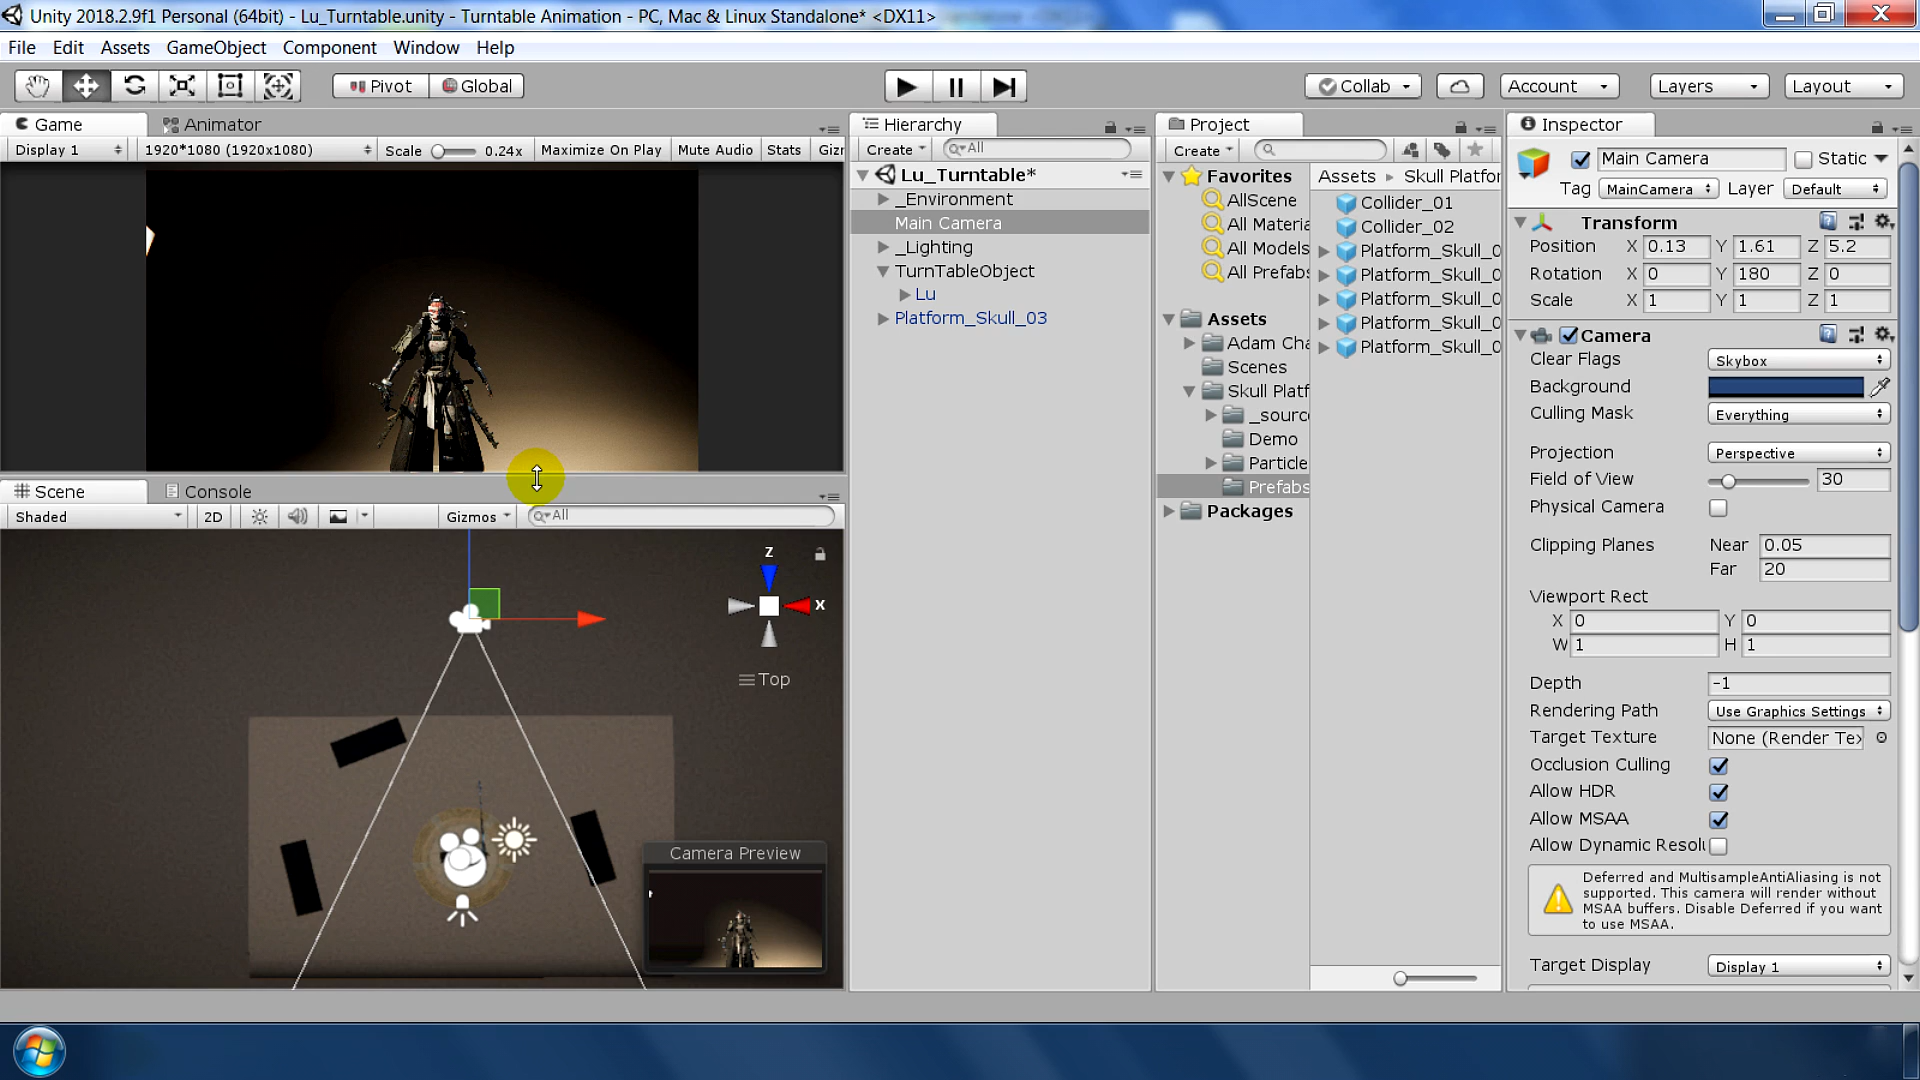 Unity 2018.2.9f1 Personal (64bit) - Lu_Turntable.unity - Turntable Animation - PC, Mac & Linux Standalone* <DX11>
File Edit Assets GameObject Component Window Help
Pivot Global Collab Account Layers Layout
Game Animator
Display 1 1920*1080 (1920x1080) Scale 0.24x Maximize On Play Mute Audio Stats Giz
Scene Console
Shaded 2D Gizmos All
z
x
Top
Camera Preview
Hierarchy
Create All
Lu_Turntable*
_Environment
Main Camera
_Lighting
TurnTableObject
Lu
Platform_Skull_03
Project
Create
Favorites
AllScene
All Materia
All Models
All Prefabs
Assets
Adam Cha
Scenes
Skull Platf
_source
Demo
Particle
Prefabs
Packages
Assets Skull Platfor
Collider_01
Collider_02
Platform_Skull_0
Platform_Skull_0
Platform_Skull_0
Platform_Skull_0
Platform_Skull_0
Inspector
Main Camera Static
Tag MainCamera Layer Default
Transform
Position X 0.13 Y 1.61 Z 5.2
Rotation X 0 Y 180 Z 0
Scale X 1 Y 1 Z 1
Camera
Clear Flags Skybox
Background
Culling Mask Everything
Projection Perspective
Field of View 30
Physical Camera
Clipping Planes Near 0.05
Far 20
Viewport Rect
X 0 Y 0
W 1 H 1
Depth -1
Rendering Path Use Graphics Settings
Target Texture None (Render Tex
Occlusion Culling
Allow HDR
Allow MSAA
Allow Dynamic Resolu
Deferred and MultisampleAntiAliasing is not
supported. This camera will render without
MSAA buffers. Disable Deferred if you want
to use MSAA.
Target Display Display 1